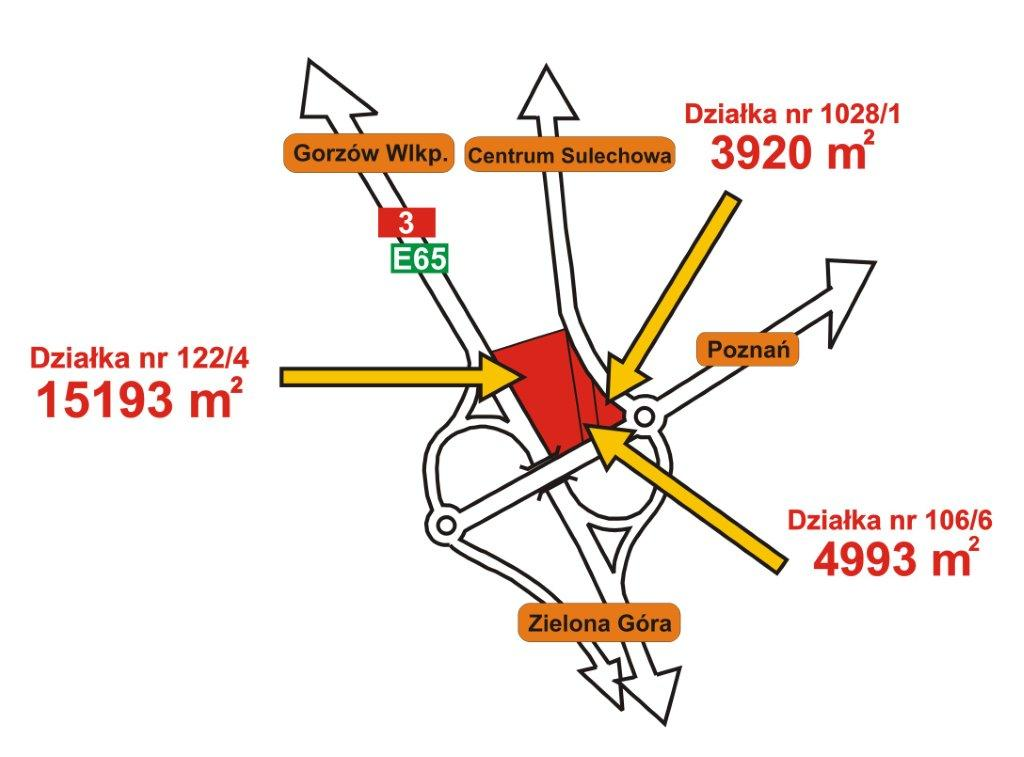 Działka nr 1028/1
3920 m²
Gorzów Wlkp.
Centrum Sulechowa
3
E65
Poznań
Działka nr 122/4
15193 m²
Działka nr 106/6
4993 m²
Zielona Góra